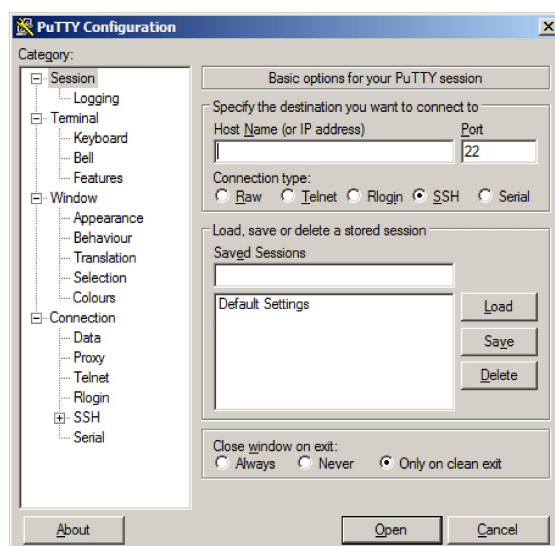 PuTTY Configuration
Category:
Session
Logging
Terminal
Keyboard
Bell
Features
Window
Appearance
Behaviour
Translation
Selection
Colours
Connection
Data
Proxy
Telnet
Rlogin
SSH
Serial
Basic options for your PuTTY session
Specify the destination you want to connect to
Host Name (or IP address) Port
22
Connection type:
Raw Telnet Rlogin SSH Serial
Load, save or delete a stored session
Saved Sessions
Default Settings
Load
Save
Delete
Close window on exit:
Always Never Only on clean exit
About Open Cancel